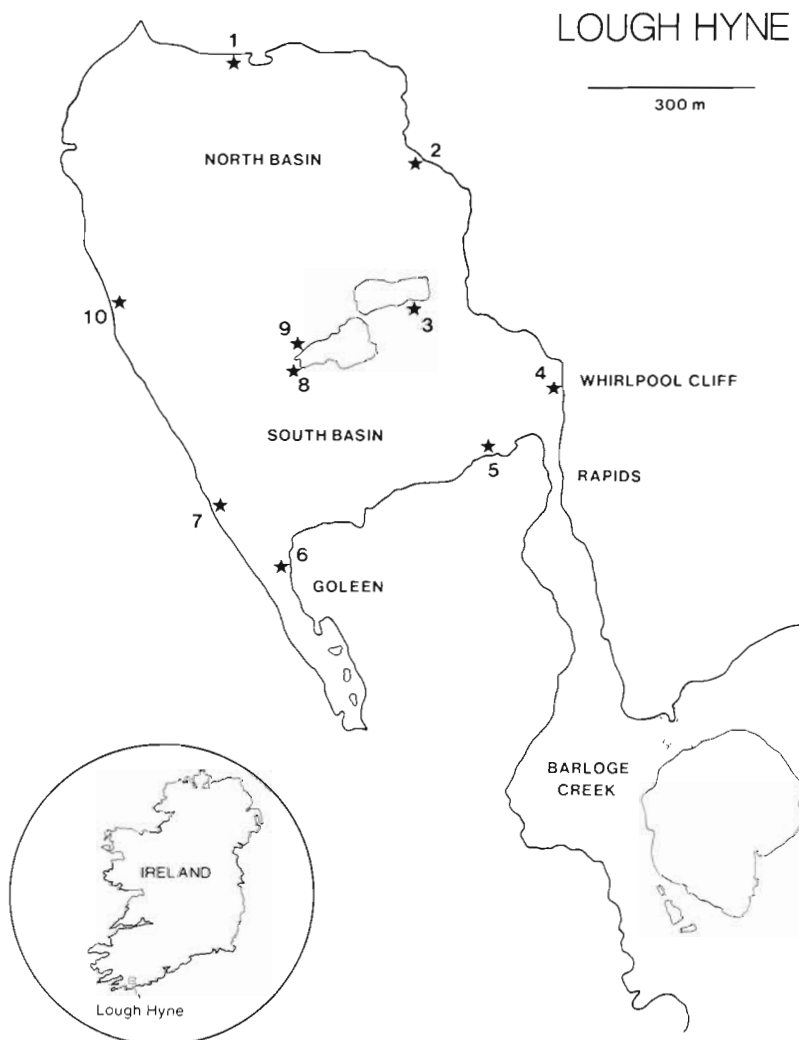 LOUGH HYNE
300 m
1
NORTH BASIN
2
10
3
9
8
4
WHIRLPOOL CLIFF
SOUTH BASIN
5
RAPIDS
7
6
GOLEEN
BARLOGE
CREEK
IRELAND
Lough Hyne